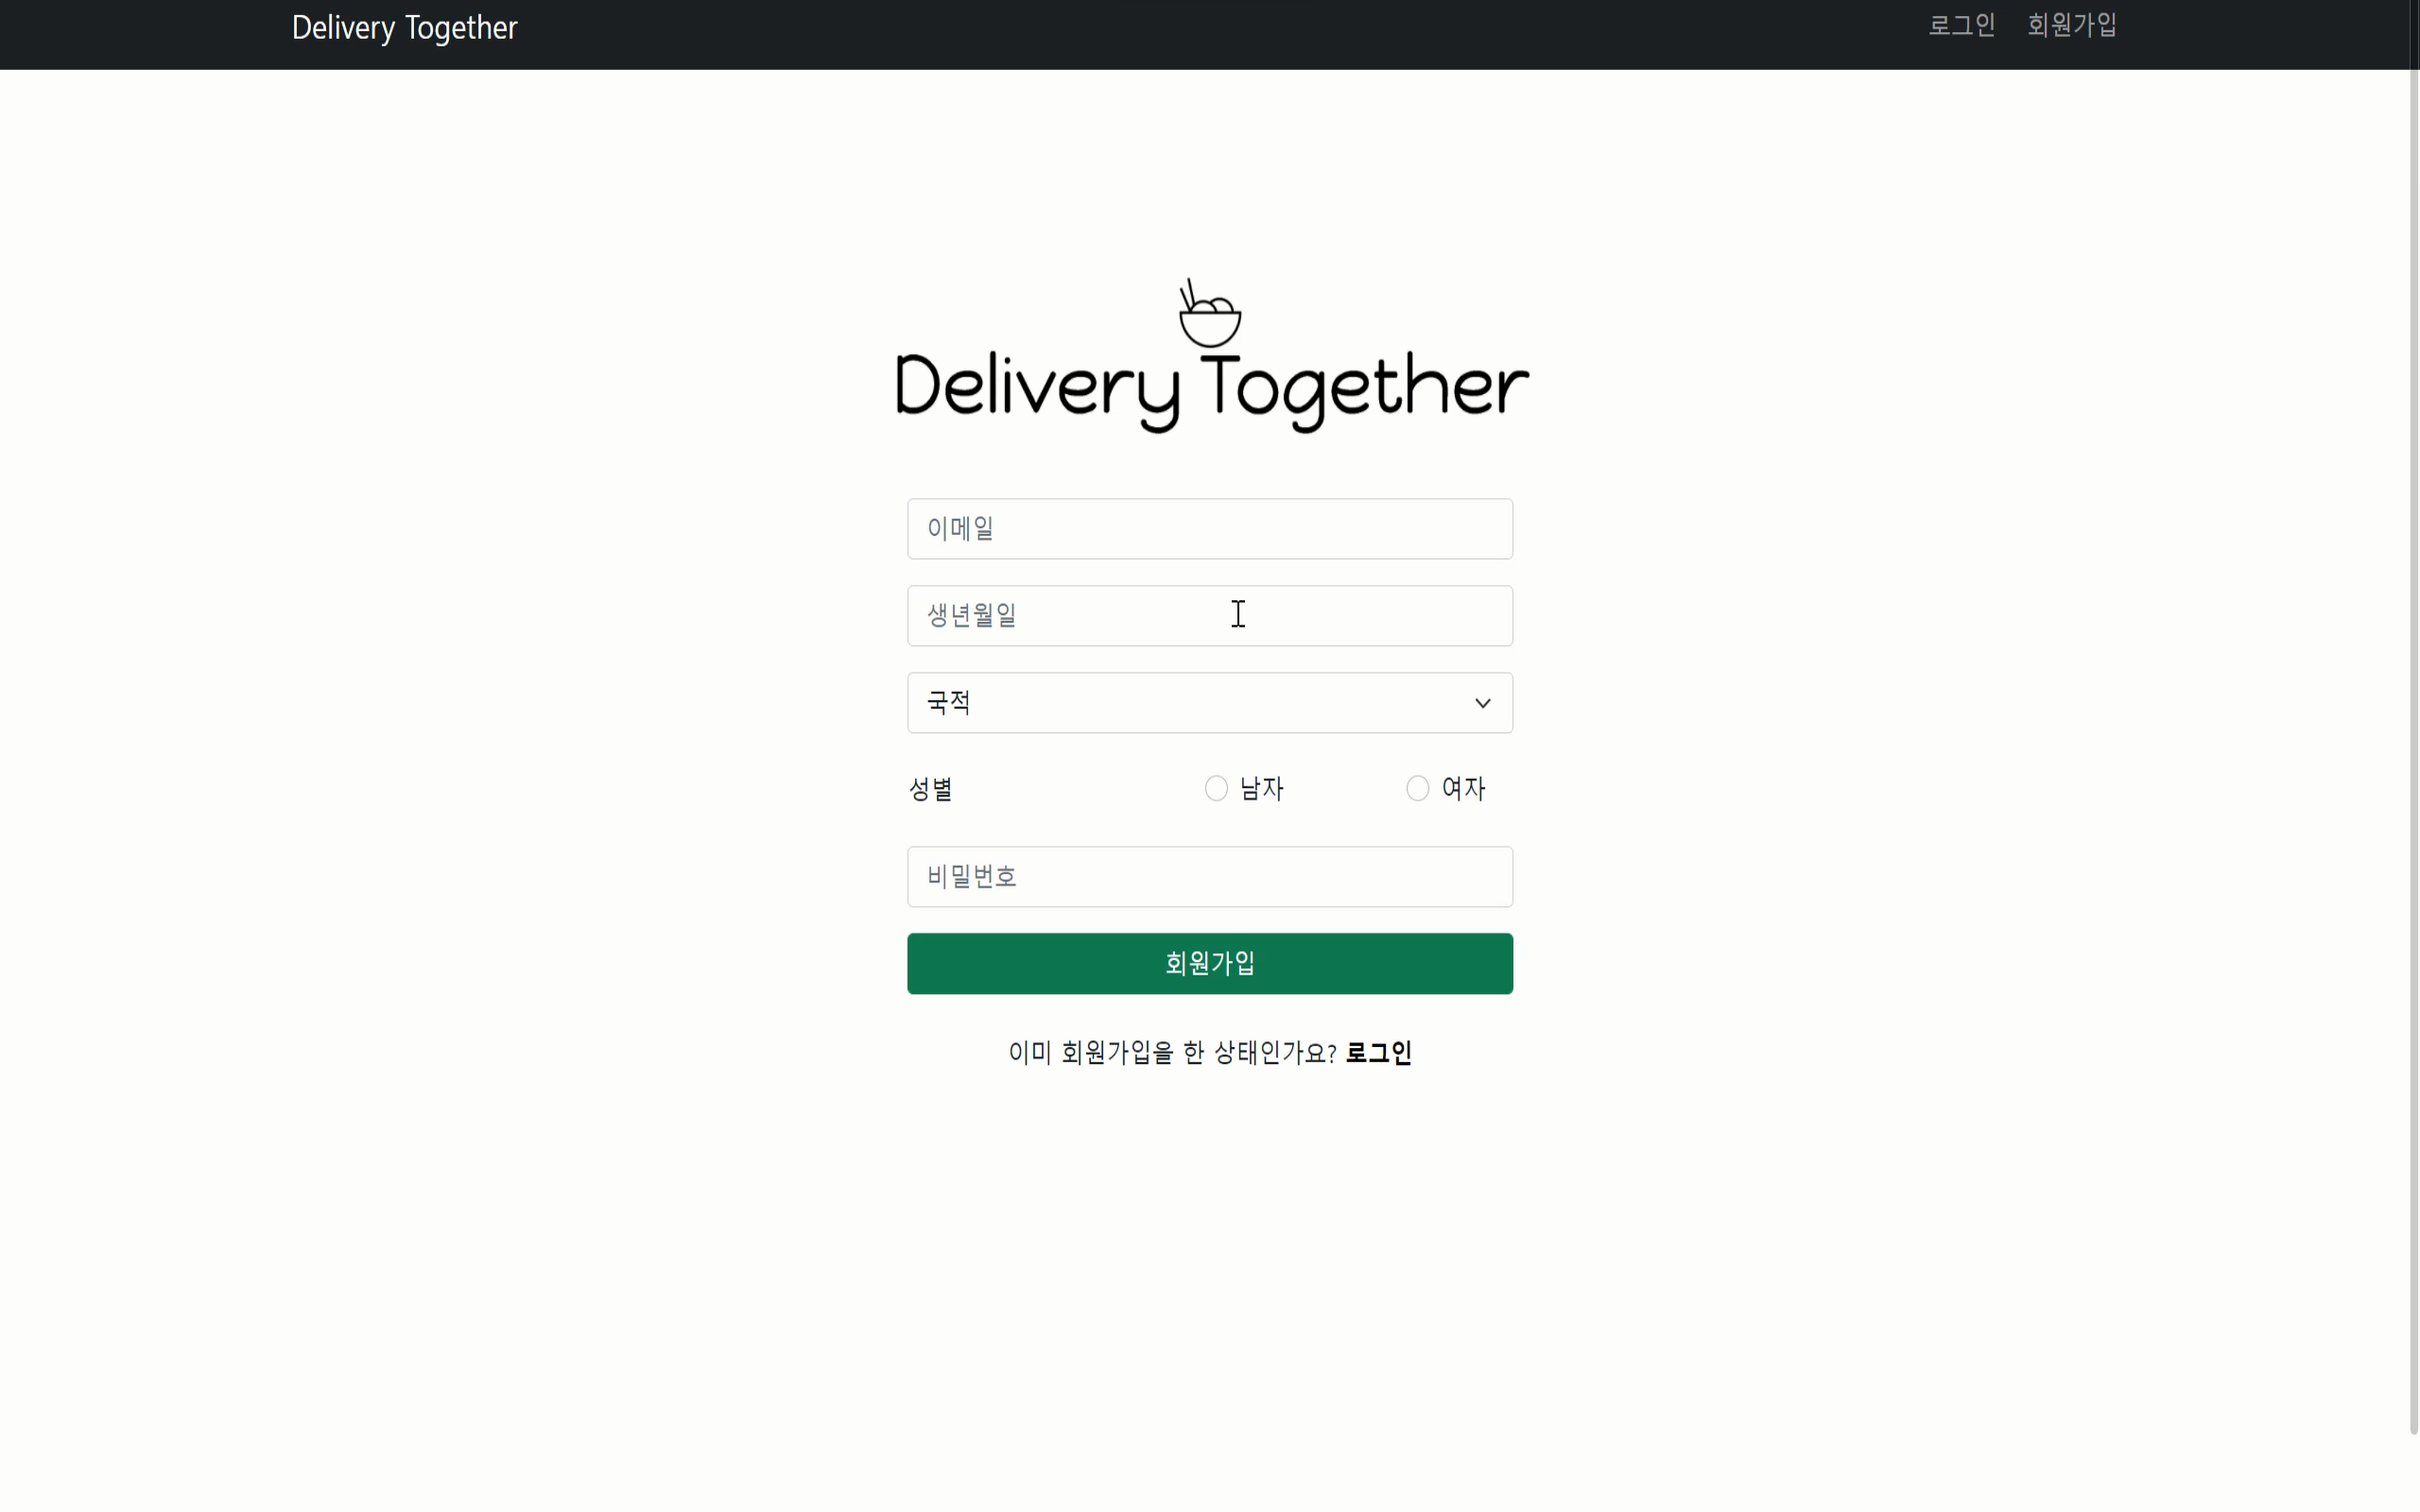 Delivery Together
로그인 회원가입
Delivery Together
이메일
생년월일
국적
성별 남자 여자
비밀번호
회원가입
이미 회원가입을 한 상태인가요? 로그인